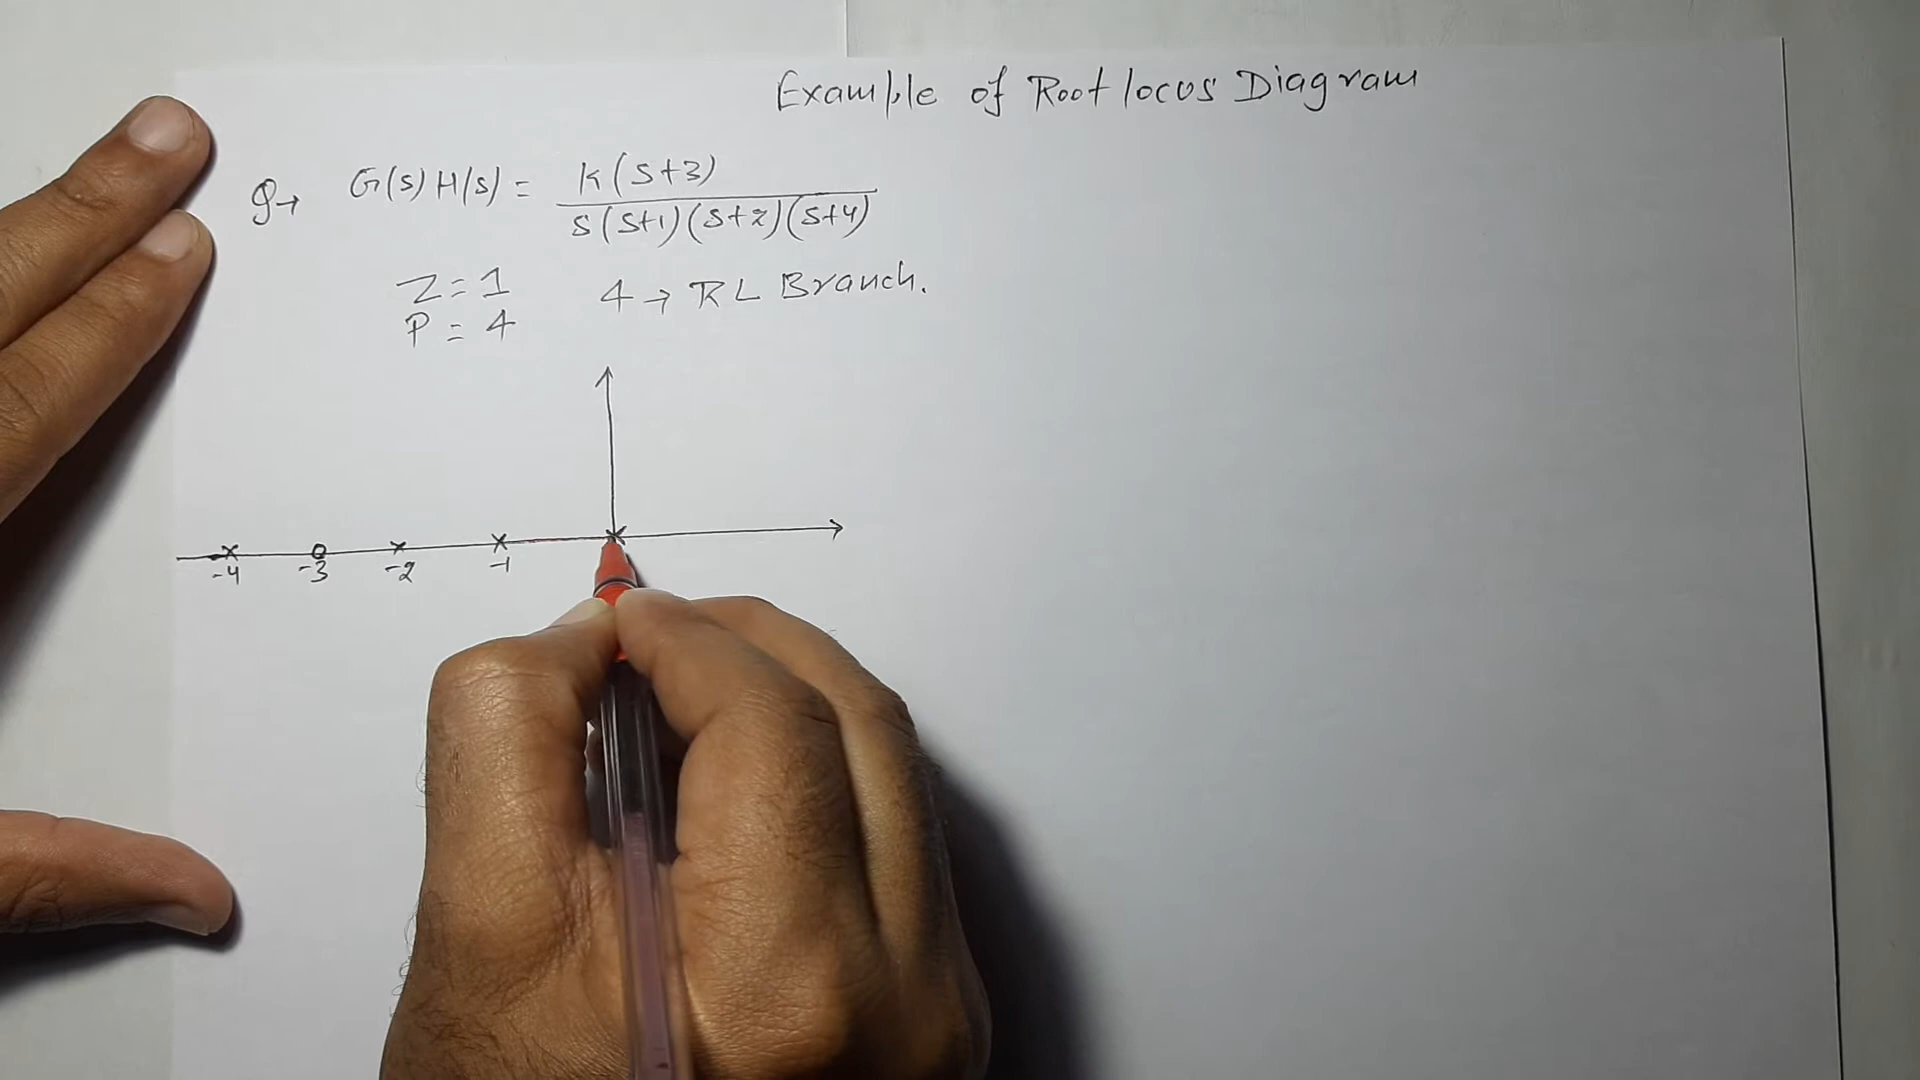 Example of Root locus Diagram
Q→ G(s) H(s) = K(s+3)
s(s+1)(s+2)(s+4)
Z = 1 4 → RL Branch.
P = 4
-4 -3 -2 -1